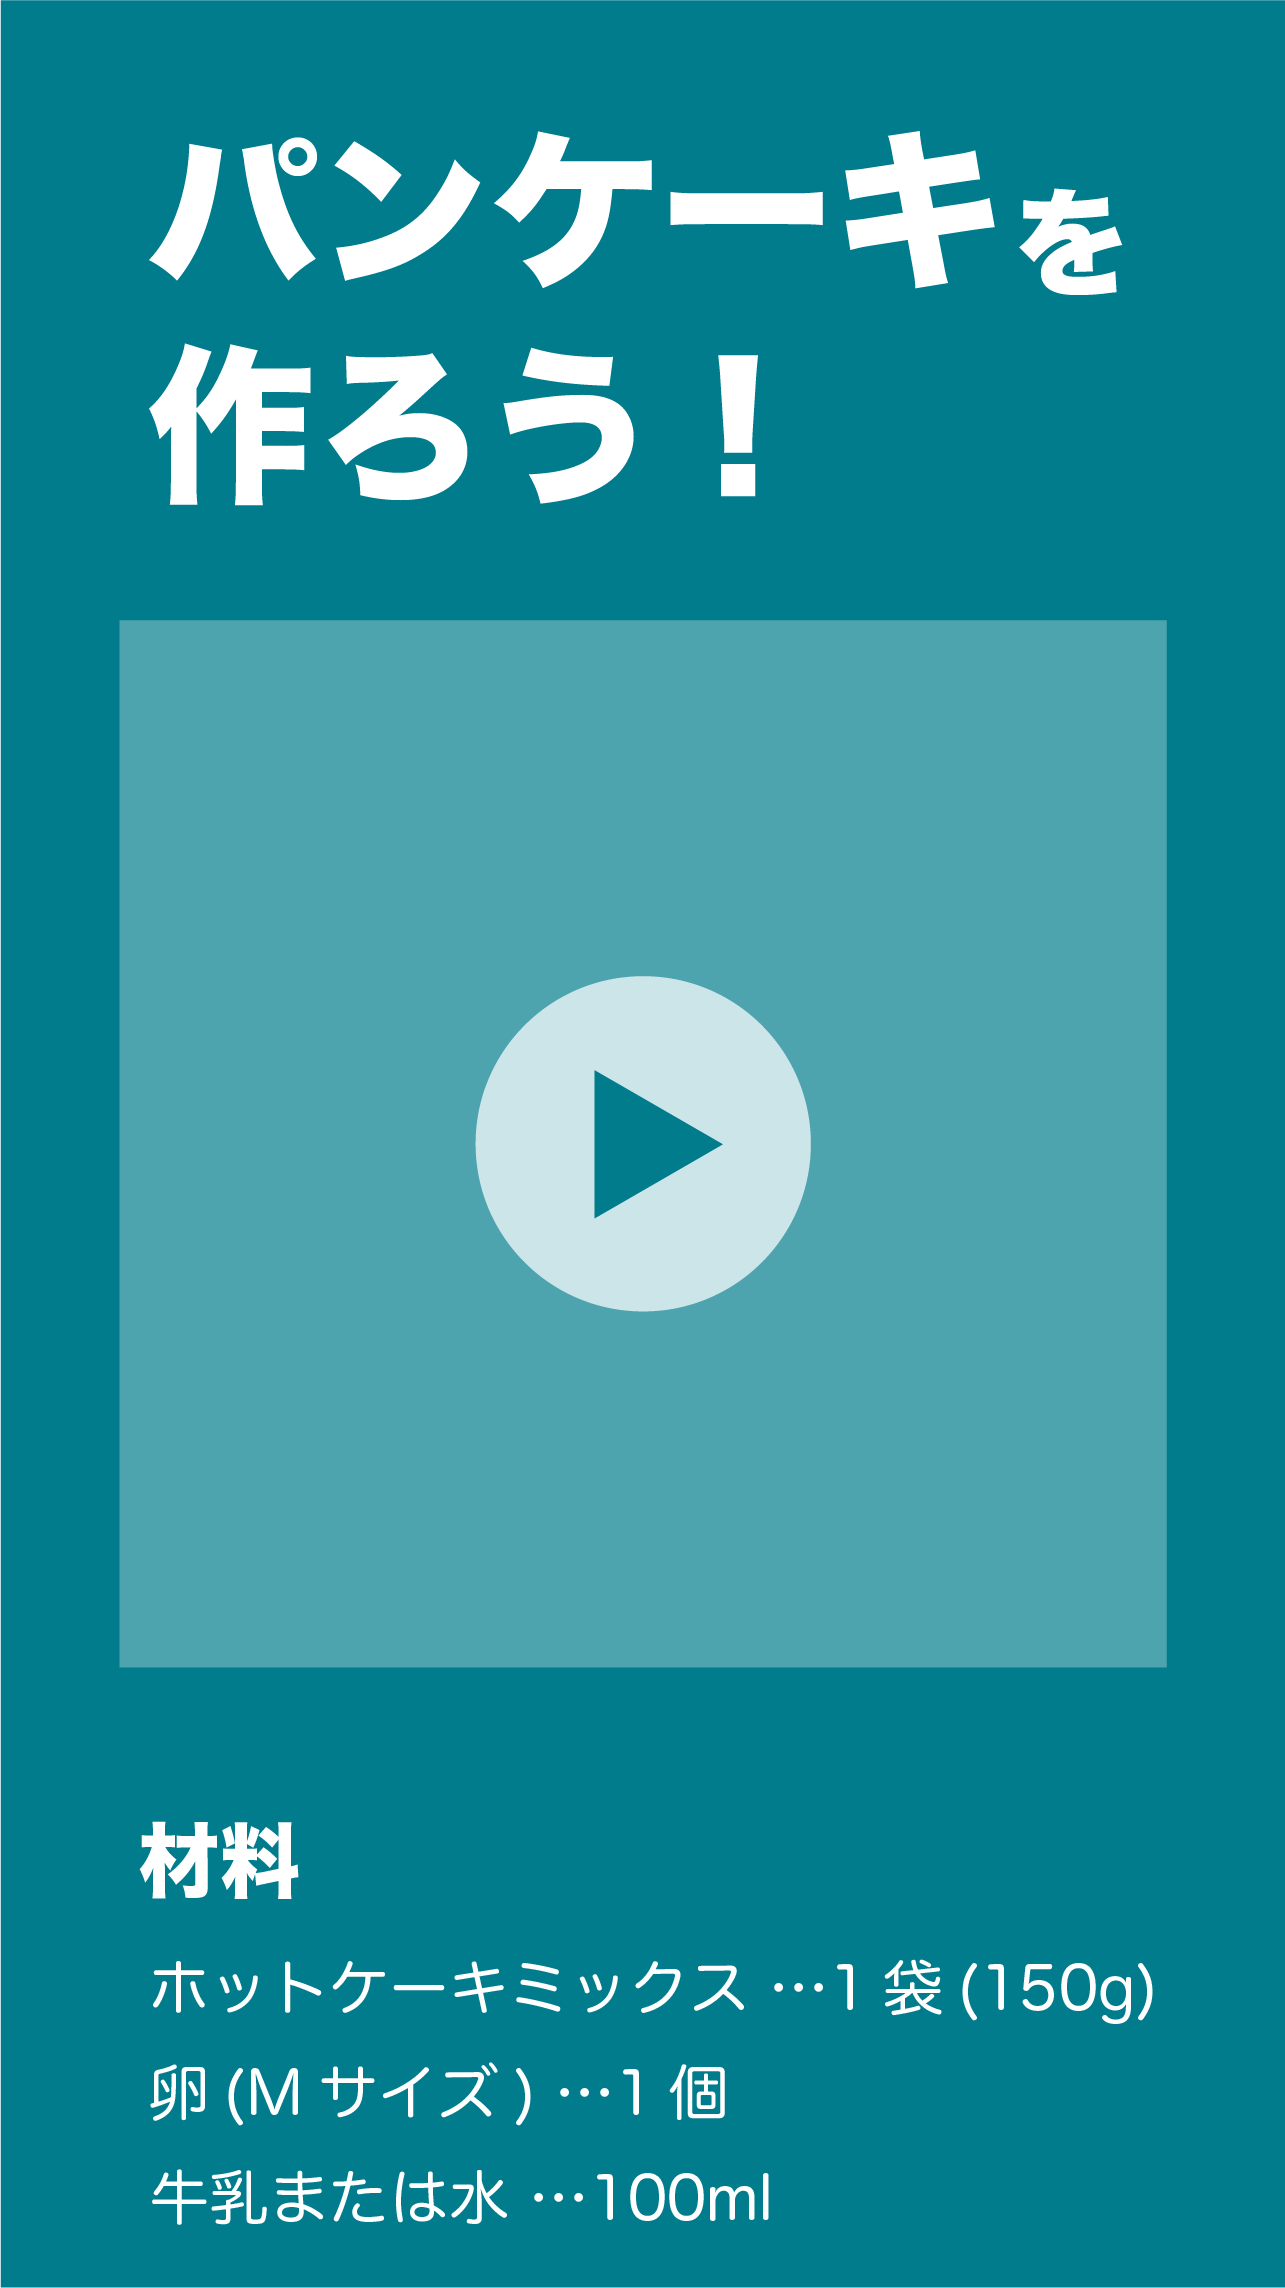 パンケーキを
作ろう！
材料
ホットケーキミックス …1 袋 (150g)
卵 (M サイズ ) …1 個
牛乳または水 …100ml